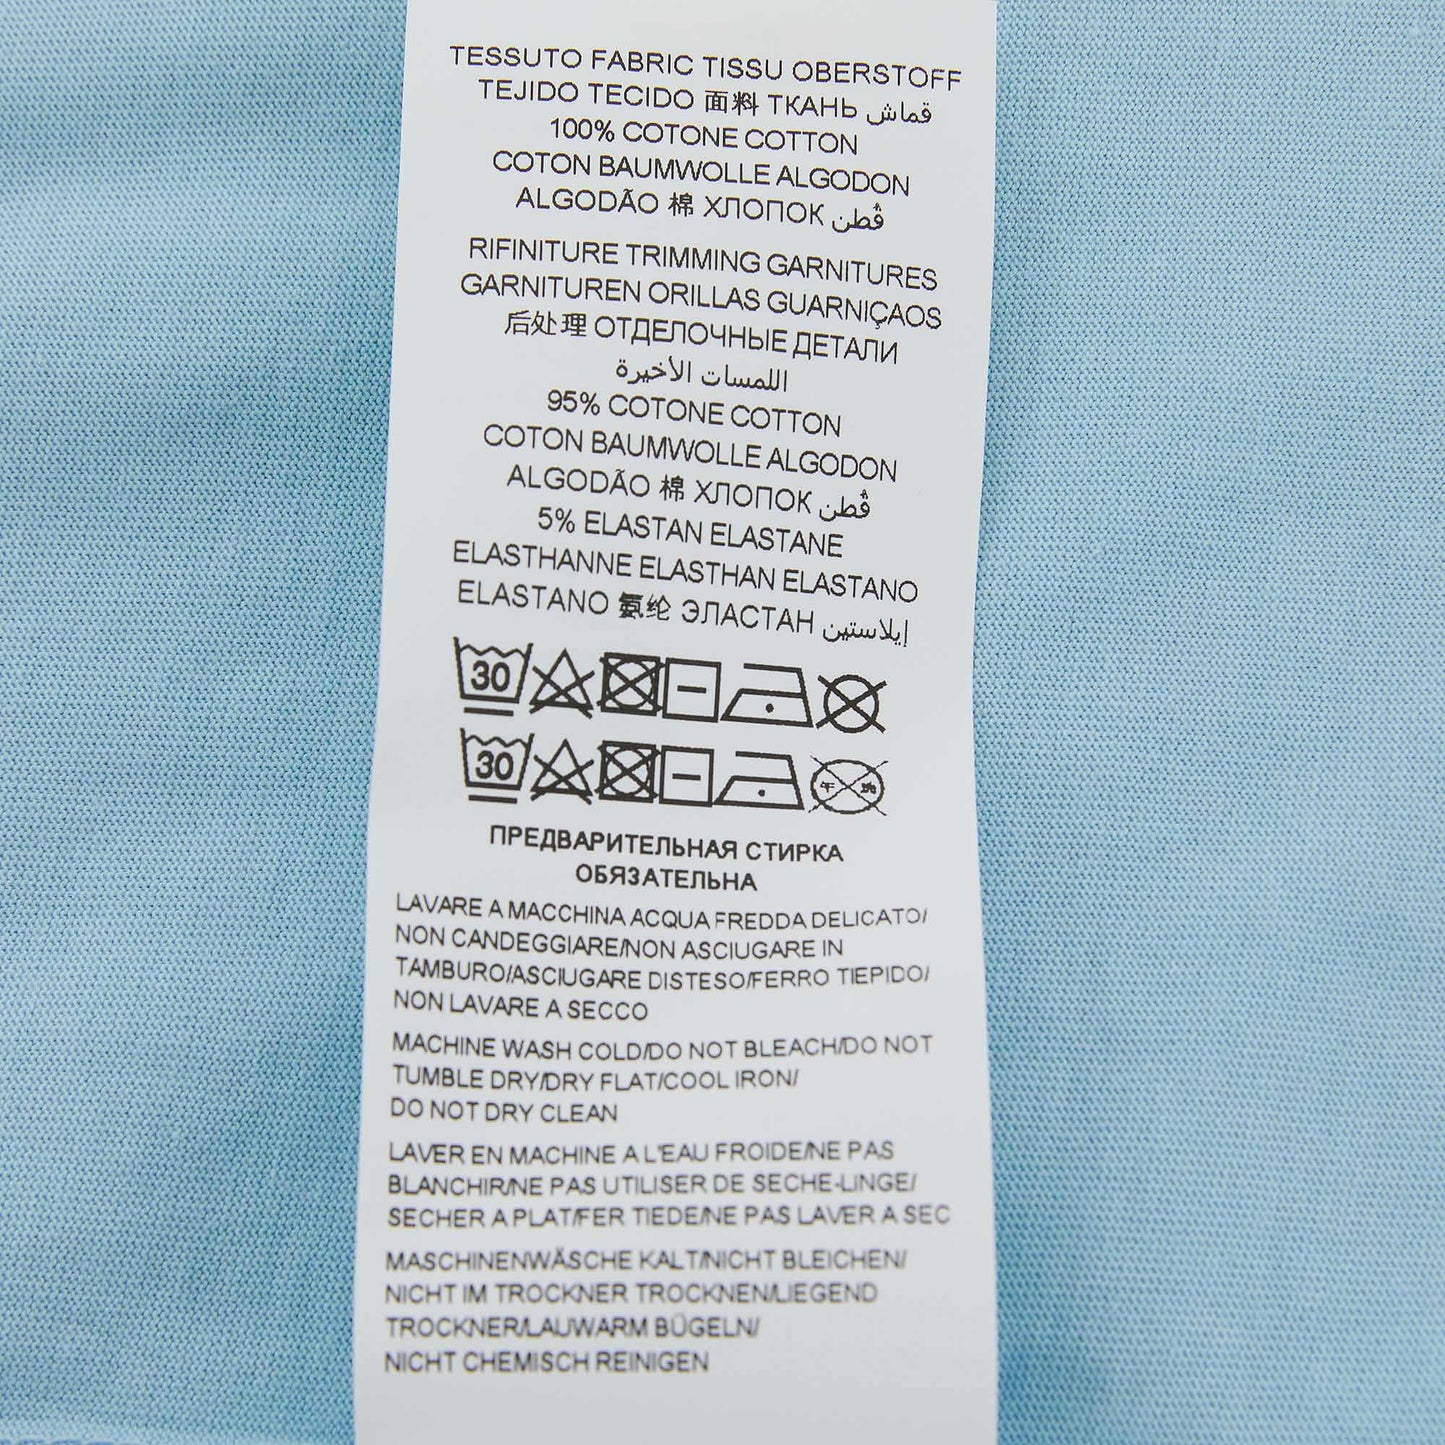 TESSUTO FABRIC TISSU OBERSTOFF
TEJIDO TECIDO 面料 ТКАНЬ قماش
100% COTONE COTTON
COTON BAUMWOLLE ALGODON
ALGODÃO 棉 ХЛОПОК قطن
RIFINITURE TRIMMING GARNITURES
GARNITUREN ORILLAS GUARNIÇAOS
后处理 ОТДЕЛОЧНЫЕ ДЕТАЛИ
اللمسات الأخيرة
95% COTONE COTTON
COTON BAUMWOLLE ALGODON
ALGODÃO 棉 ХЛОПОК قطن
5% ELASTAN ELASTANE
ELASTHANNE ELASTHAN ELASTANO
ELASTANO 氨纶 ЭЛАСТАН إيلاستين
30
30
ПРЕДВАРИТЕЛЬНАЯ СТИРКА
ОБЯЗАТЕЛЬНА
LAVARE A MACCHINA ACQUA FREDDA DELICATO/
NON CANDEGGIARE/NON ASCIUGARE IN
TAMBURO/ASCIUGARE DISTESO/FERRO TIEPIDO/
NON LAVARE A SECCO
MACHINE WASH COLD/DO NOT BLEACH/DO NOT
TUMBLE DRY/DRY FLAT/COOL IRON/
DO NOT DRY CLEAN
LAVER EN MACHINE A L'EAU FROIDE/NE PAS
BLANCHIR/NE PAS UTILISER DE SECHE-LINGE/
SECHER A PLAT/FER TIEDE/NE PAS LAVER A SEC
MASCHINENWÄSCHE KALT/NICHT BLEICHEN/
NICHT IM TROCKNER TROCKNEN/LIEGEND
TROCKNER/LAUWARM BÜGELN/
NICHT CHEMISCH REINIGEN